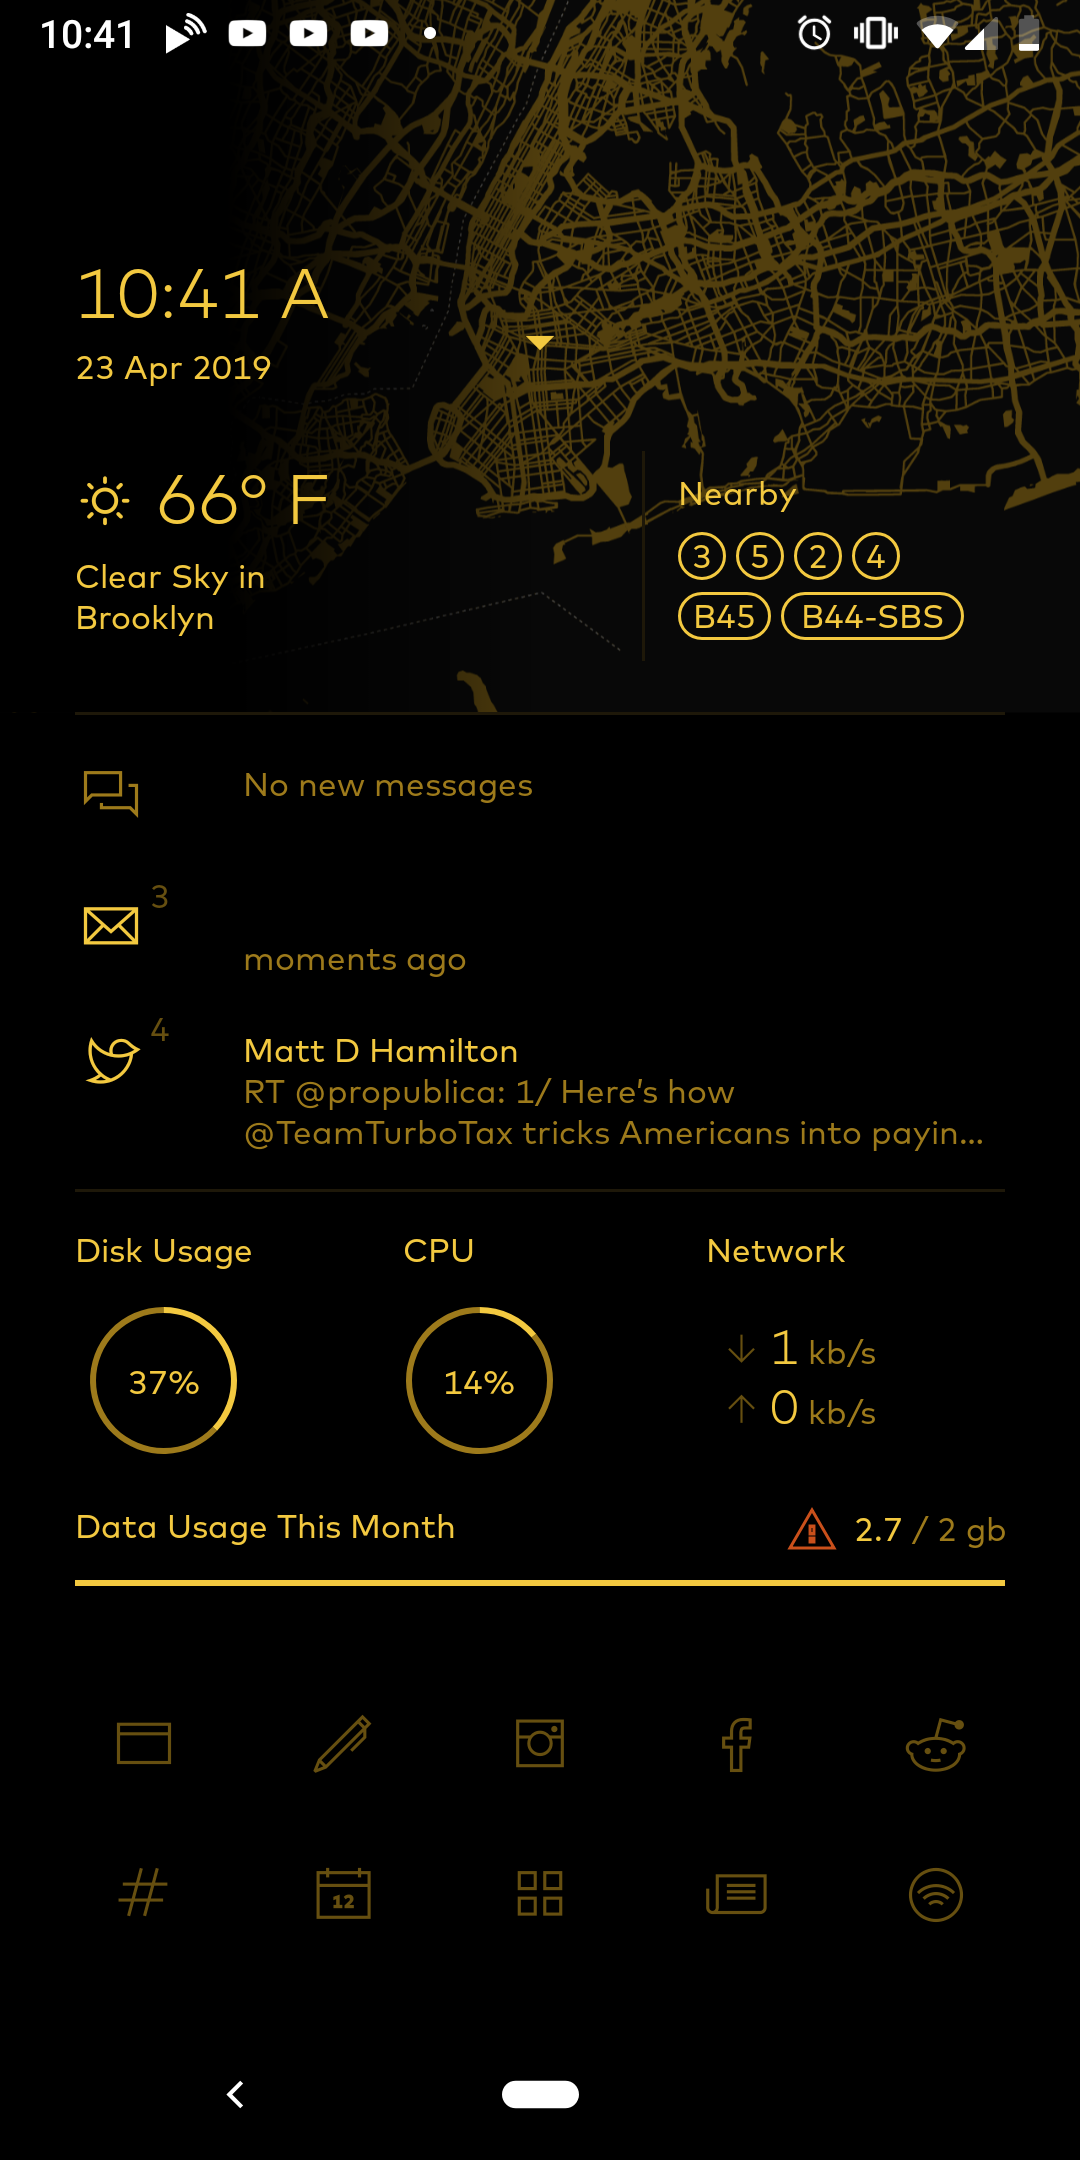 10:41
10:41 A
23 Apr 2019
66° F
Clear Sky in
Brooklyn
Nearby
3 5 2 4
B45 B44-SBS
No new messages
3
moments ago
4
Matt D Hamilton
RT @propublica: 1/ Here's how
@TeamTurboTax tricks Americans into payin...
Disk Usage CPU Network
37% 14%
1 kb/s
0 kb/s
Data Usage This Month 2.7 / 2 gb
12